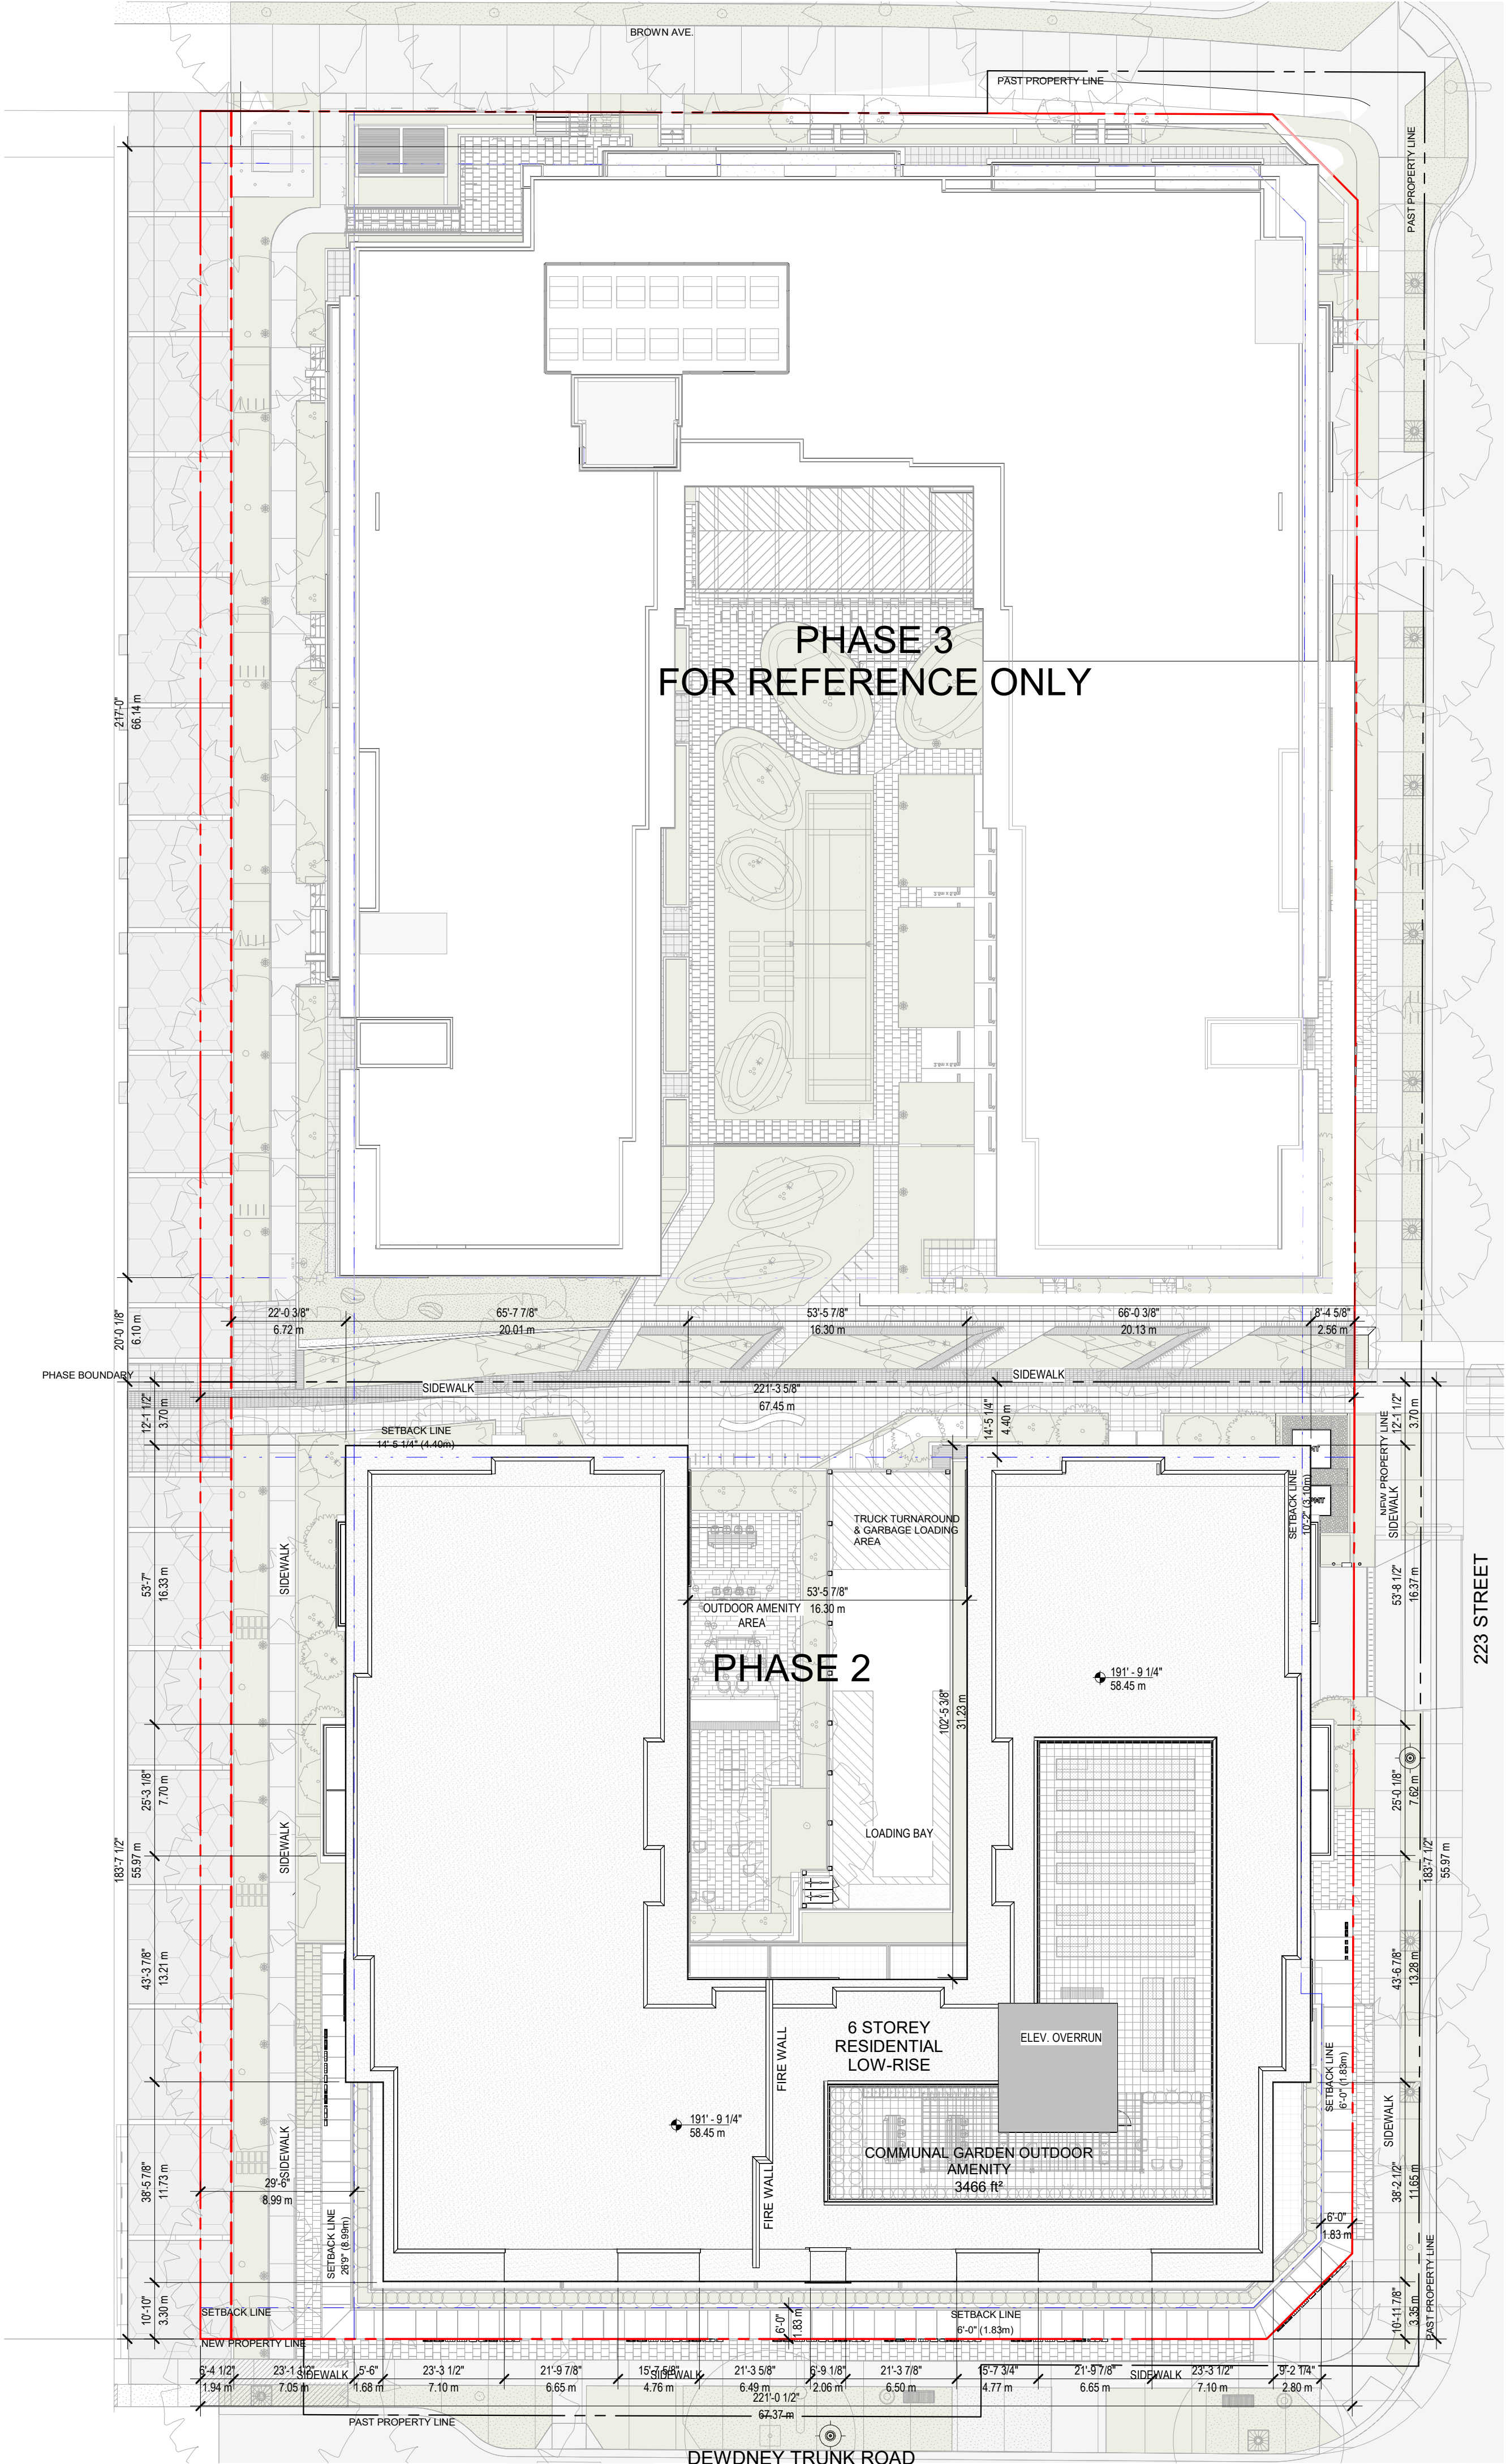 BROWN AVE.
PAST PROPERTY LINE
PAST PROPERTY LINE
PHASE 3
FOR REFERENCE ONLY
217'-0"
66.14 m
20'-0 1/8"
6.10 m
22'-0 3/8"
6.72 m
65'-7 7/8"
20.01 m
53'-5 7/8"
16.30 m
66'-0 3/8"
20.13 m
8'-4 5/8"
2.56 m
PHASE BOUNDARY
SIDEWALK
SIDEWALK
221'-3 5/8"
67.45 m
12'-1 1/2"
3.70 m
14'-5 1/4"
4.40 m
12'-1 1/2"
3.70 m
NEW PROPERTY LINE
SIDEWALK
SETBACK LINE
14'-5 1/4" (4.40m)
SETBACK LINE
10'-2" (3.10m)
PMT
TRUCK TURNAROUND
& GARBAGE LOADING
AREA
53'-7"
16.33 m
SIDEWALK
53'-5 7/8"
16.30 m
OUTDOOR AMENITY
AREA
53'-8 1/2"
16.37 m
223 STREET
PHASE 2
191' - 9 1/4"
58.45 m
102'-5 3/8"
31.23 m
25'-3 1/8"
7.70 m
25'-0 1/8"
7.62 m
SIDEWALK
LOADING BAY
183'-7 1/2"
55.97 m
183'-7 1/2"
55.97 m
43'-3 7/8"
13.21 m
43'-6 7/8"
13.28 m
6 STOREY
RESIDENTIAL
LOW-RISE
ELEV. OVERRUN
FIRE WALL
SETBACK LINE
6'-0" (1.83m)
SIDEWALK
191' - 9 1/4"
58.45 m
COMMUNAL GARDEN OUTDOOR
AMENITY
3466 ft²
FIRE WALL
SIDEWALK
38'-5 7/8"
11.73 m
29'-6"
8.99 m
38'-2 1/2"
11.65 m
SETBACK LINE
26'9" (8.99m)
6'-0"
1.83 m
PAST PROPERTY LINE
10'-10"
3.30 m
SETBACK LINE
6'-0"
1.83 m
SETBACK LINE
6'-0" (1.83m)
10'-11 7/8"
3.35 m
NEW PROPERTY LINE
6'-4 1/2"
1.94 m
23'-1
7.05 m
SIDEWALK
5'-6"
1.68 m
23'-3 1/2"
7.10 m
21'-9 7/8"
6.65 m
15'-7 5/8"
4.76 m
SIDEWALK
21'-3 5/8"
6.49 m
6'-9 1/8"
2.06 m
21'-3 7/8"
6.50 m
15'-7 3/4"
4.77 m
21'-9 7/8"
6.65 m
SIDEWALK
23'-3 1/2"
7.10 m
9'-2 1/4"
2.80 m
221'-0 1/2"
67.37 m
PAST PROPERTY LINE
DEWDNEY TRUNK ROAD